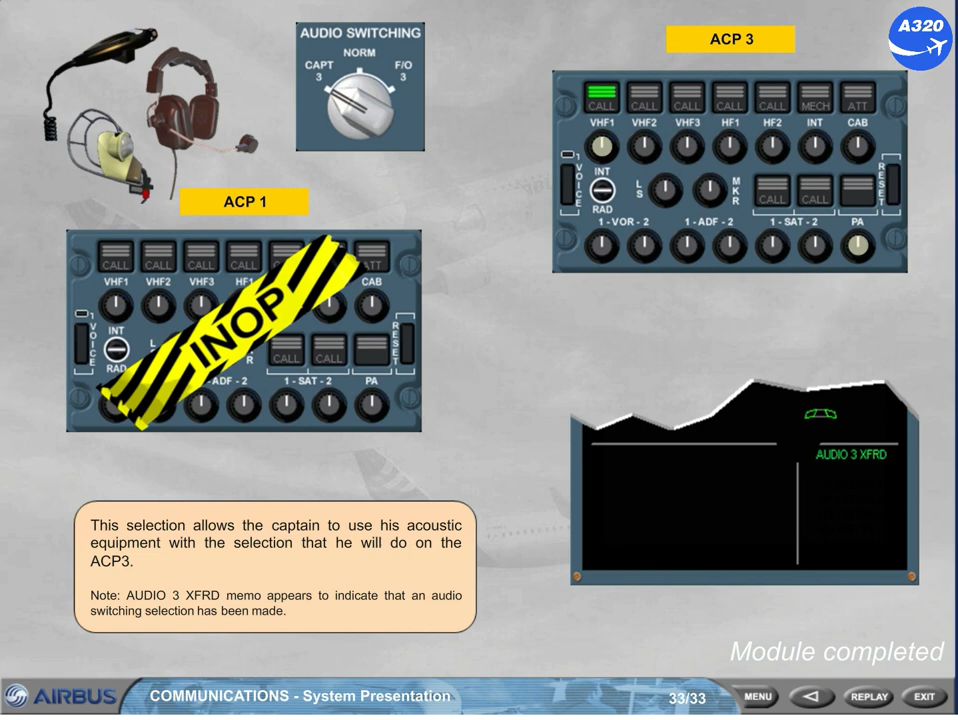 AUDIO SWITCHING
NORM
CAPT
3
F/O
3
ACP 3
A320
CALL CALL CALL CALL CALL MECH ATT
VHF1 VHF2 VHF3 HF1 HF2 INT CAB
VOICE
INT
RAD
LS
MKR
CALL CALL
RESET
1 - VOR - 2 1 - ADF - 2 1 - SAT - 2 PA
ACP 1
CALL CALL CALL CALL ATT
VHF1 VHF2 VHF3 HF1 CAB
INOP
VOICE
INT
RAD
L
R
CALL CALL
RESET
ADF - 2 1 - SAT - 2 PA
AUDIO 3 XFRD
This selection allows the captain to use his acoustic
equipment with the selection that he will do on the
ACP3.
Note: AUDIO 3 XFRD memo appears to indicate that an audio
switching selection has been made.
Module completed
AIRBUS
COMMUNICATIONS - System Presentation
33/33
MENU
REPLAY
EXIT